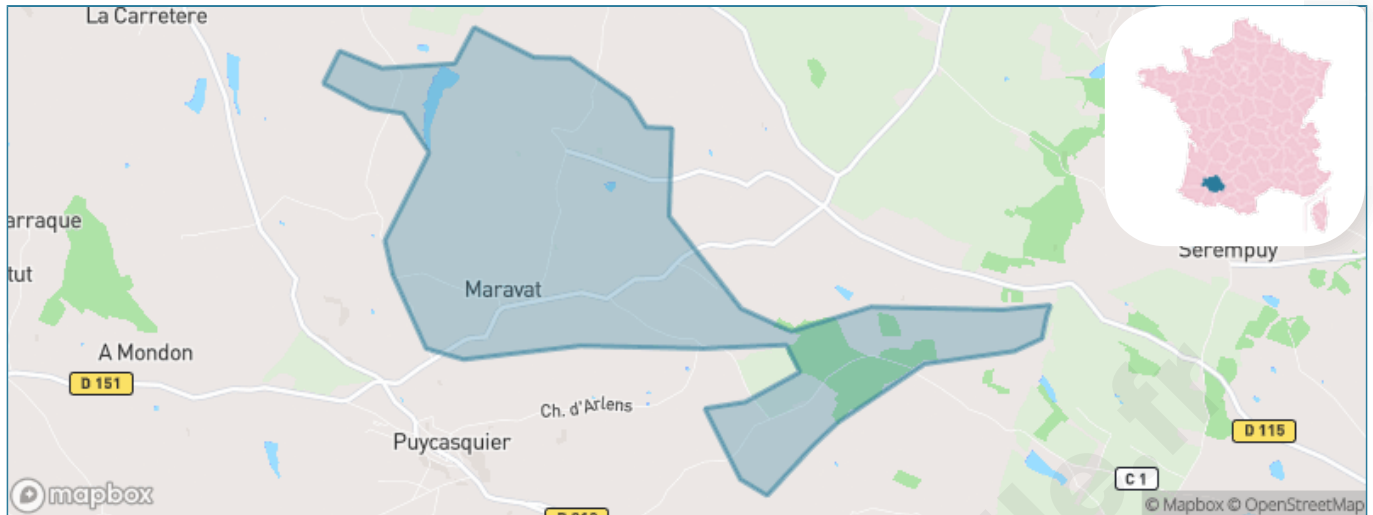 La Carretere
Serempuy
arraque
tut
Maravat
A Mondon
D 151
Ch. d'Arlens
D 115
Puycasquier
C 1
mapbox
© Mapbox © OpenStreetMap